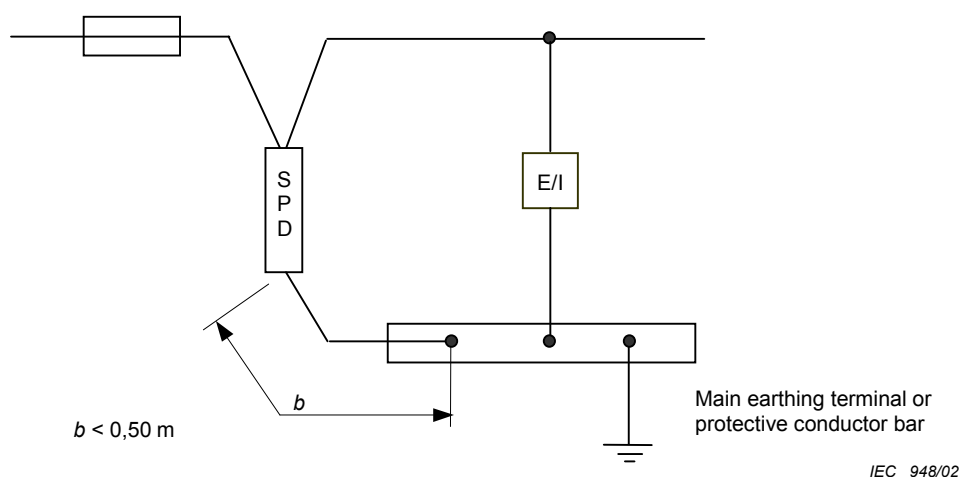 S
P
D
E/I
b
b < 0,50 m
Main earthing terminal or
protective conductor bar
IEC 948/02